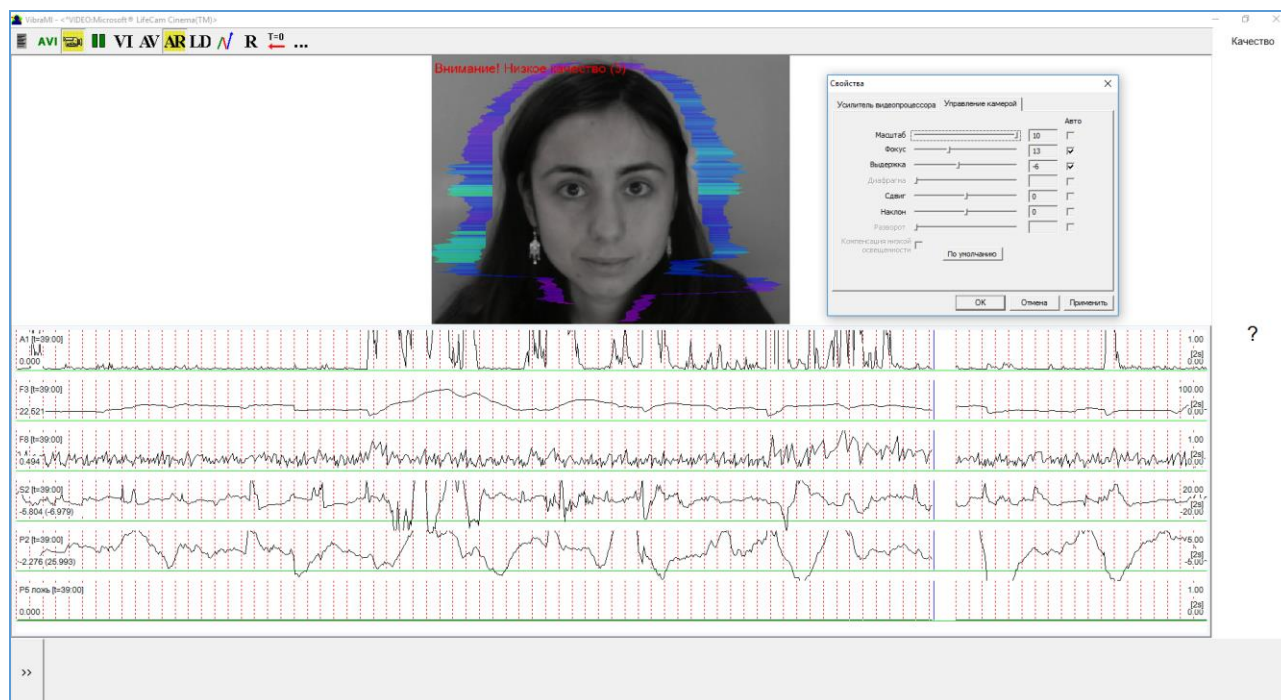 VibraMI - <*VIDEO:Microsoft® LifeCam Cinema(TM)>
AVI VI AV AR LD R T=0 ...
Качество
Внимание! Низкое качество (3)
Свойства
Усилитель видеопроцессора Управление камерой
Авто
Масштаб 10
Фокус 13
Выдержка -6
Диафрагма
Сдвиг 0
Наклон 0
Разворот
Компенсация низкой
освещенности
По умолчанию
OK Отмена Применить
?
A1 [t=39:00] 1.00
[2s]
0.000 0.00
F3 [t=39:00] 100.00
[2s]
22.521 0.00
F6 [t=39:00] 1.00
[2s]
0.494 0.00
S2 [t=39:00] 20.00
[2s]
-5.804 (-6.979) -20.00
P2 [t=39:00] 5.00
[2s]
-2.276 (25.993) -5.00
P5 ложь [t=39:00] 1.00
[2s]
0.000 0.00
>>